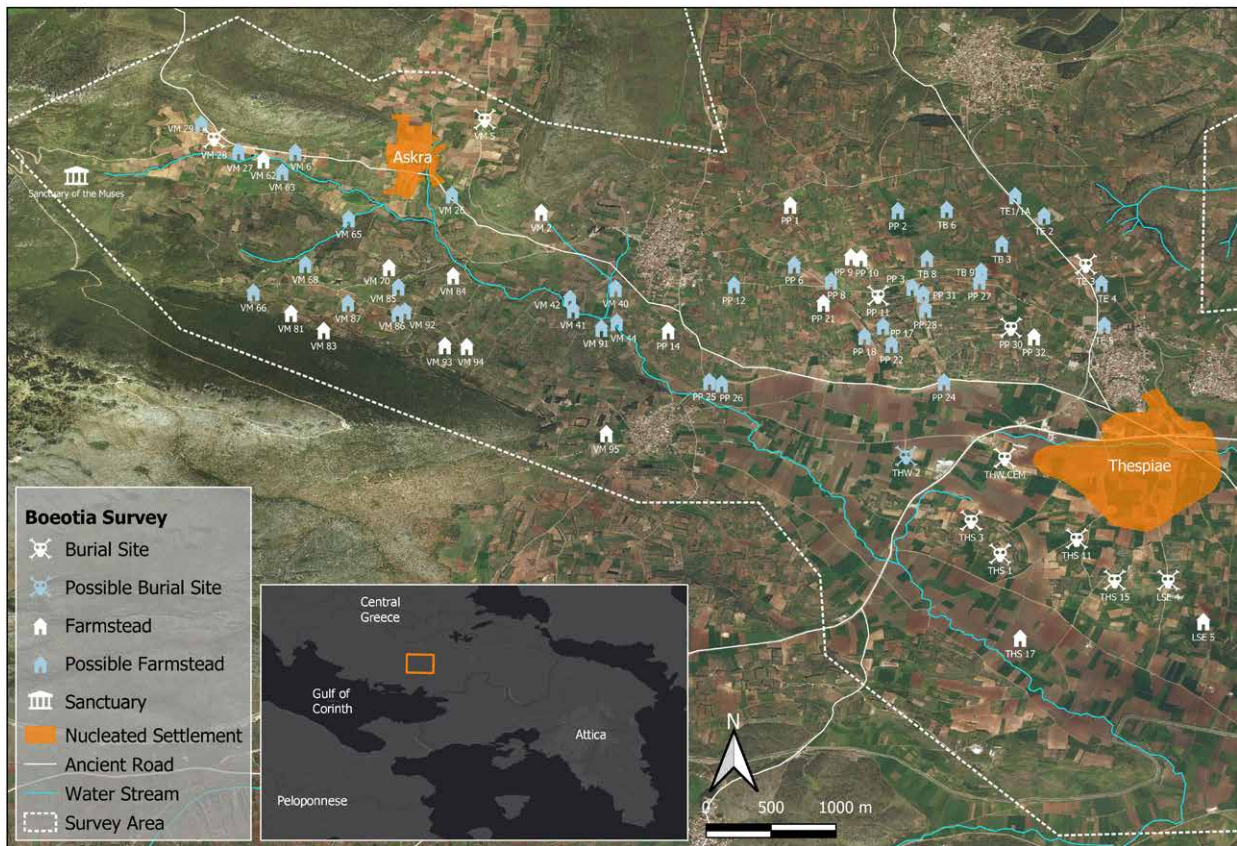 VM 29
VM 28
VM 27
VM 62
VM 6
VM 63
Askra
VM 5
Sanctuary of the Muses
VM 26
VM 2
VM 65
VM 68
VM 70
VM 84
VM 66
VM 85
VM 81
VM 87
VM 86
VM 92
VM 83
VM 93
VM 94
VM 42
VM 41
VM 40
VM 91
VM 44
VM 95
PP 1
PP 2
TB 6
TE1/1A
TE 2
TB 3
PP 6
PP 9
PP 10
PP 3
TB 8
TB 9
TE 3
TE 4
PP 12
PP 8
PP 21
PP 11
PP 31
PP 27
PP 28
PP 17
PP 18
PP 22
PP 14
PP 30
PP 32
TE 5
PP 25
PP 26
PP 24
THW 2
THW CEM
Thespiae
THS 3
THS 1
THS 11
THS 15
LSE 4
LSE 5
THS 17
Boeotia Survey
Burial Site
Possible Burial Site
Farmstead
Possible Farmstead
Sanctuary
Nucleated Settlement
Ancient Road
Water Stream
Survey Area
Central
Greece
Gulf of
Corinth
Attica
Peloponnese
N
0 500 1000 m